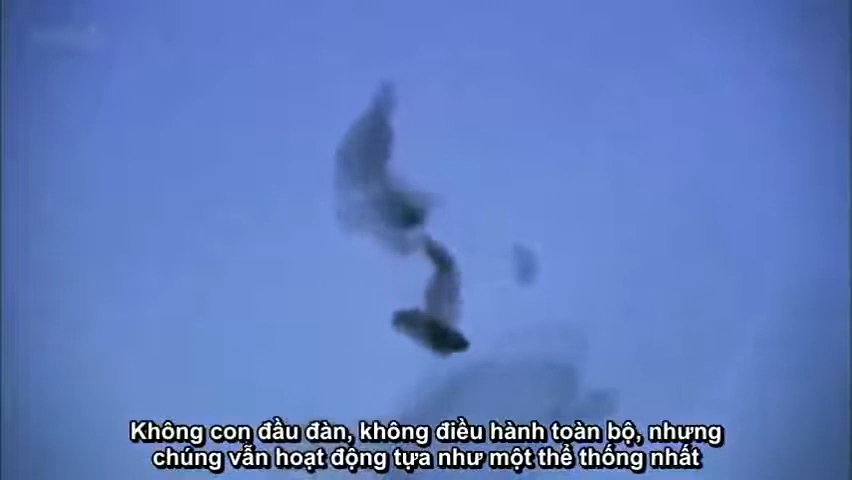 Không con đầu đàn, không điều hành toàn bộ, nhưng
chúng vẫn hoạt động tựa như một thể thống nhất